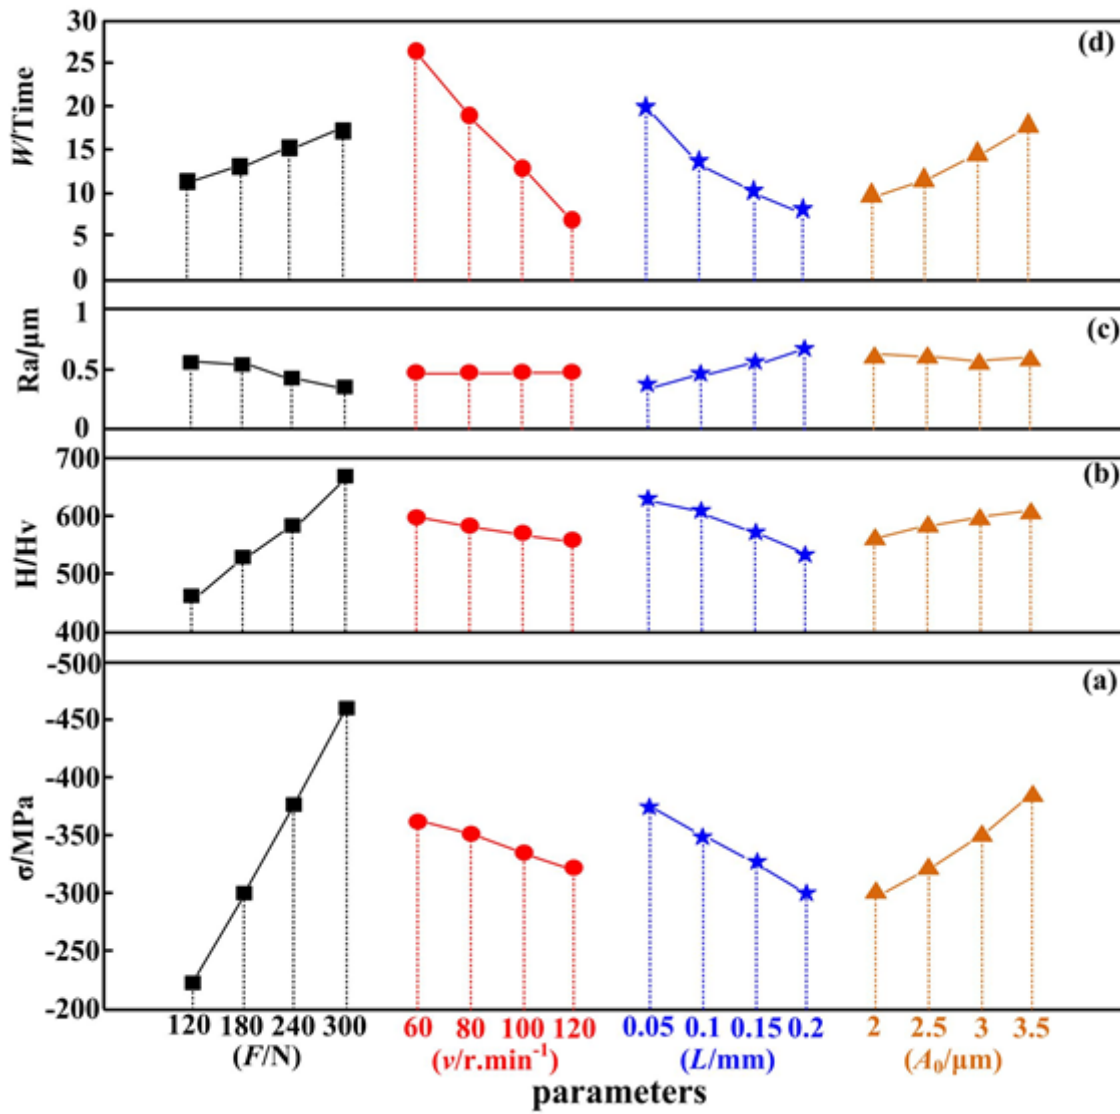 30
(d)
25
20
W/Time
15
10
5
0
1
(c)
Ra/μm
0.5
0
700
(b)
600
H/Hv
500
400
-500
(a)
-450
-400
σ/MPa
-350
-300
-250
-200
120 180 240 300 60 80 100 120 0.05 0.1 0.15 0.2 2 2.5 3 3.5
(F/N) (v/r.min⁻¹) (L/mm) (A₀/μm)
parameters